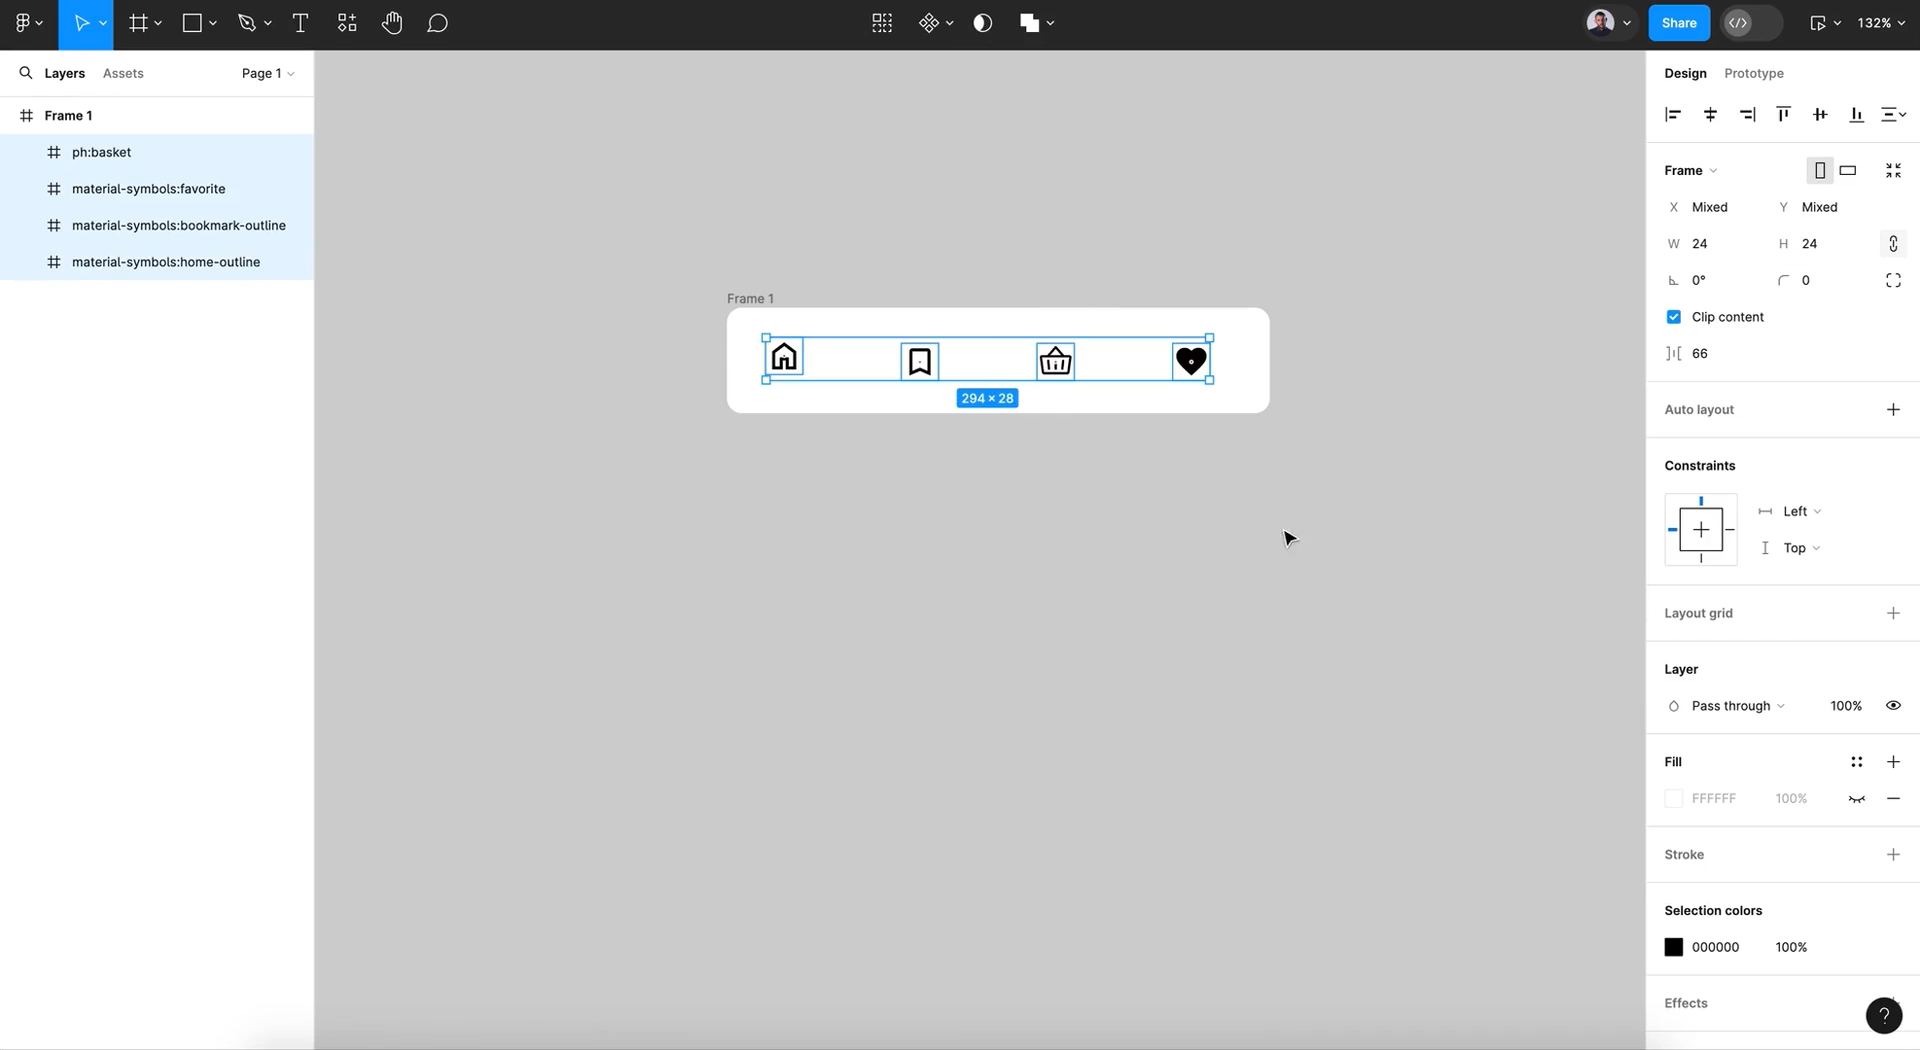 Share
132%
Layers
Assets
Page 1
Frame 1
ph:basket
material-symbols:favorite
material-symbols:bookmark-outline
material-symbols:home-outline
Frame 1
294 × 28
Design
Prototype
Frame
X Mixed
Y Mixed
W 24
H 24
0°
0
Clip content
66
Auto layout
Constraints
Left
Top
Layout grid
Layer
Pass through
100%
Fill
FFFFFF
100%
Stroke
Selection colors
000000
100%
Effects
?